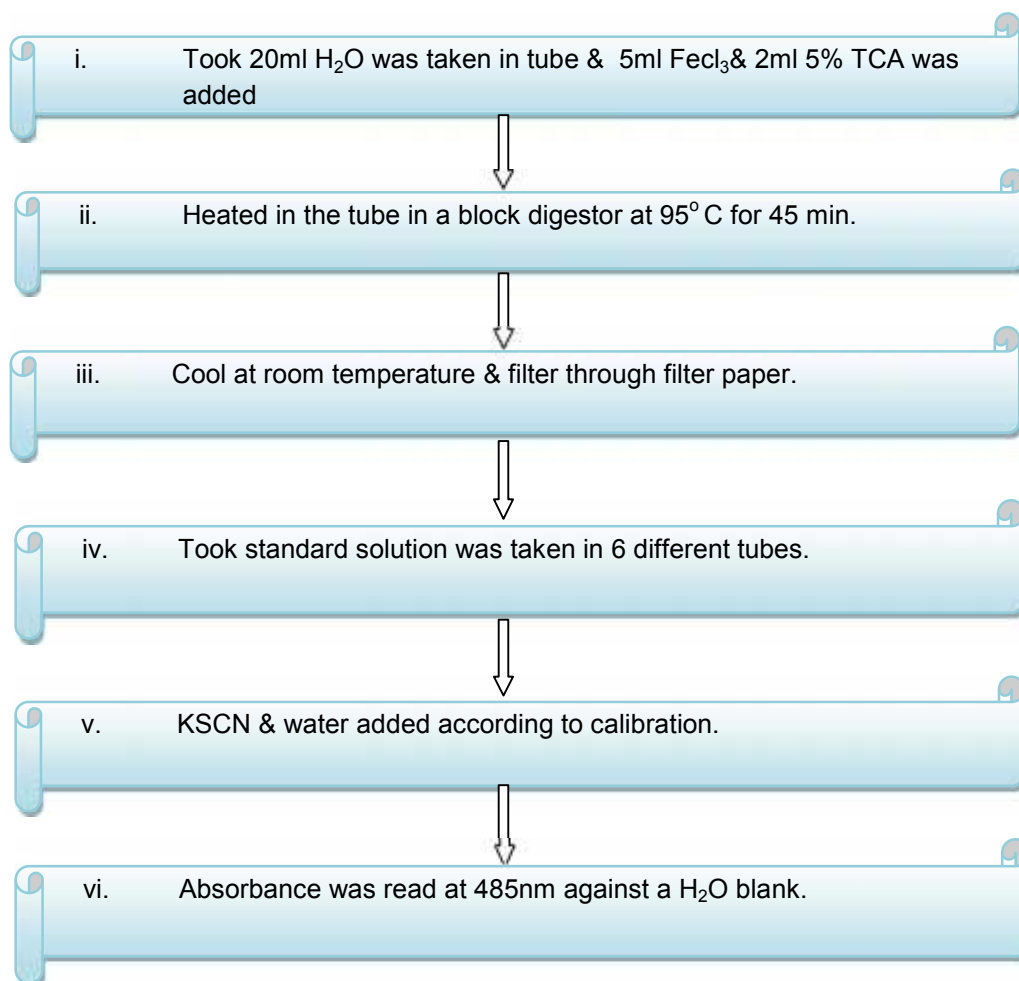 i. Took 20ml H₂O was taken in tube & 5ml Fecl₃& 2ml 5% TCA was
added
ii. Heated in the tube in a block digestor at 95° C for 45 min.
iii. Cool at room temperature & filter through filter paper.
iv. Took standard solution was taken in 6 different tubes.
v. KSCN & water added according to calibration.
vi. Absorbance was read at 485nm against a H₂O blank.